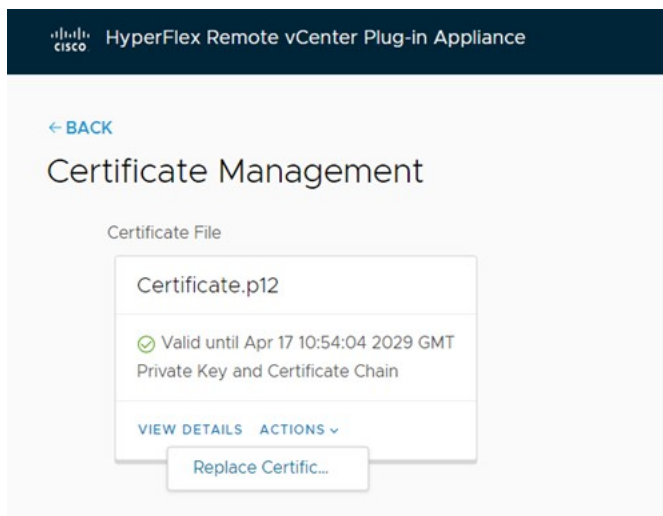 CISCO HyperFlex Remote vCenter Plug-in Appliance
← BACK
Certificate Management
Certificate File
Certificate.p12
Valid until Apr 17 10:54:04 2029 GMT
Private Key and Certificate Chain
VIEW DETAILS ACTIONS
Replace Certific...